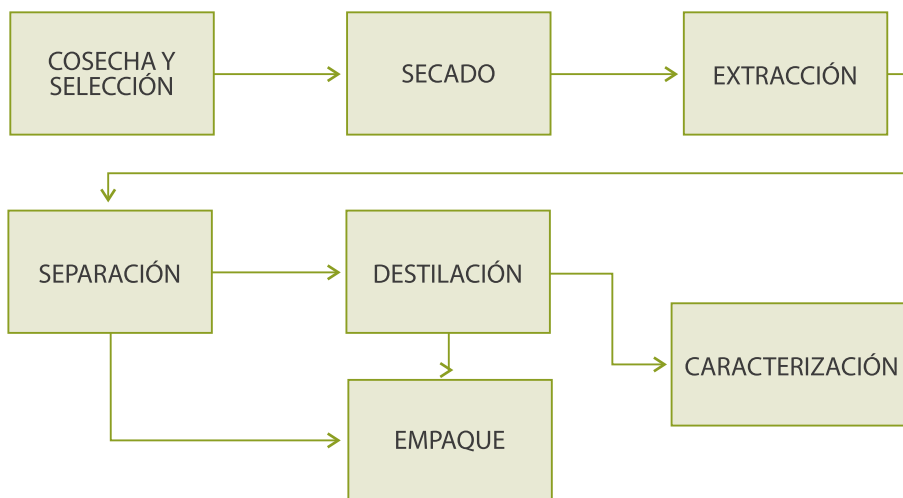 COSECHA Y
SELECCIÓN
SECADO
EXTRACCIÓN
SEPARACIÓN
DESTILACIÓN
CARACTERIZACIÓN
EMPAQUE